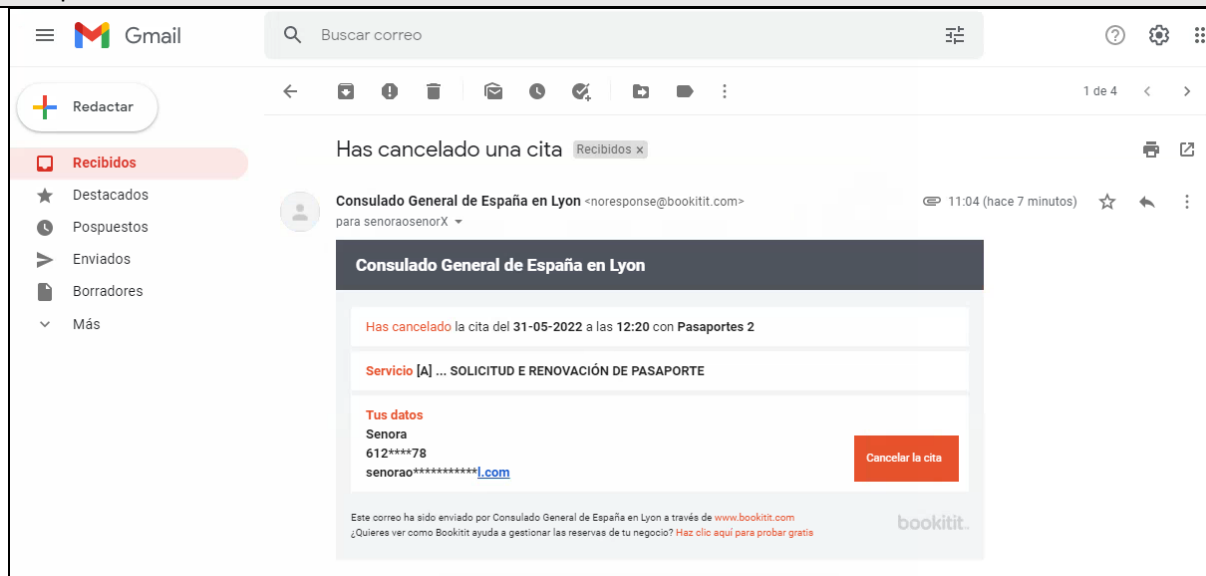 Gmail
Buscar correo
Redactar
1 de 4
Recibidos
Destacados
Pospuestos
Enviados
Borradores
Más
Has cancelado una cita Recibidos x
Consulado General de España en Lyon <noresponse@bookitit.com>
11:04 (hace 7 minutos)
para senoraosenorX
Consulado General de España en Lyon
Has cancelado la cita del 31-05-2022 a las 12:20 con Pasaportes 2
Servicio [A] ... SOLICITUD E RENOVACIÓN DE PASAPORTE
Tus datos
Senora
612****78
senorao***********l.com
Cancelar la cita
Este correo ha sido enviado por Consulado General de España en Lyon a través de www.bookitit.com
¿Quieres ver como Bookitit ayuda a gestionar las reservas de tu negocio? Haz clic aquí para probar gratis
bookitit.